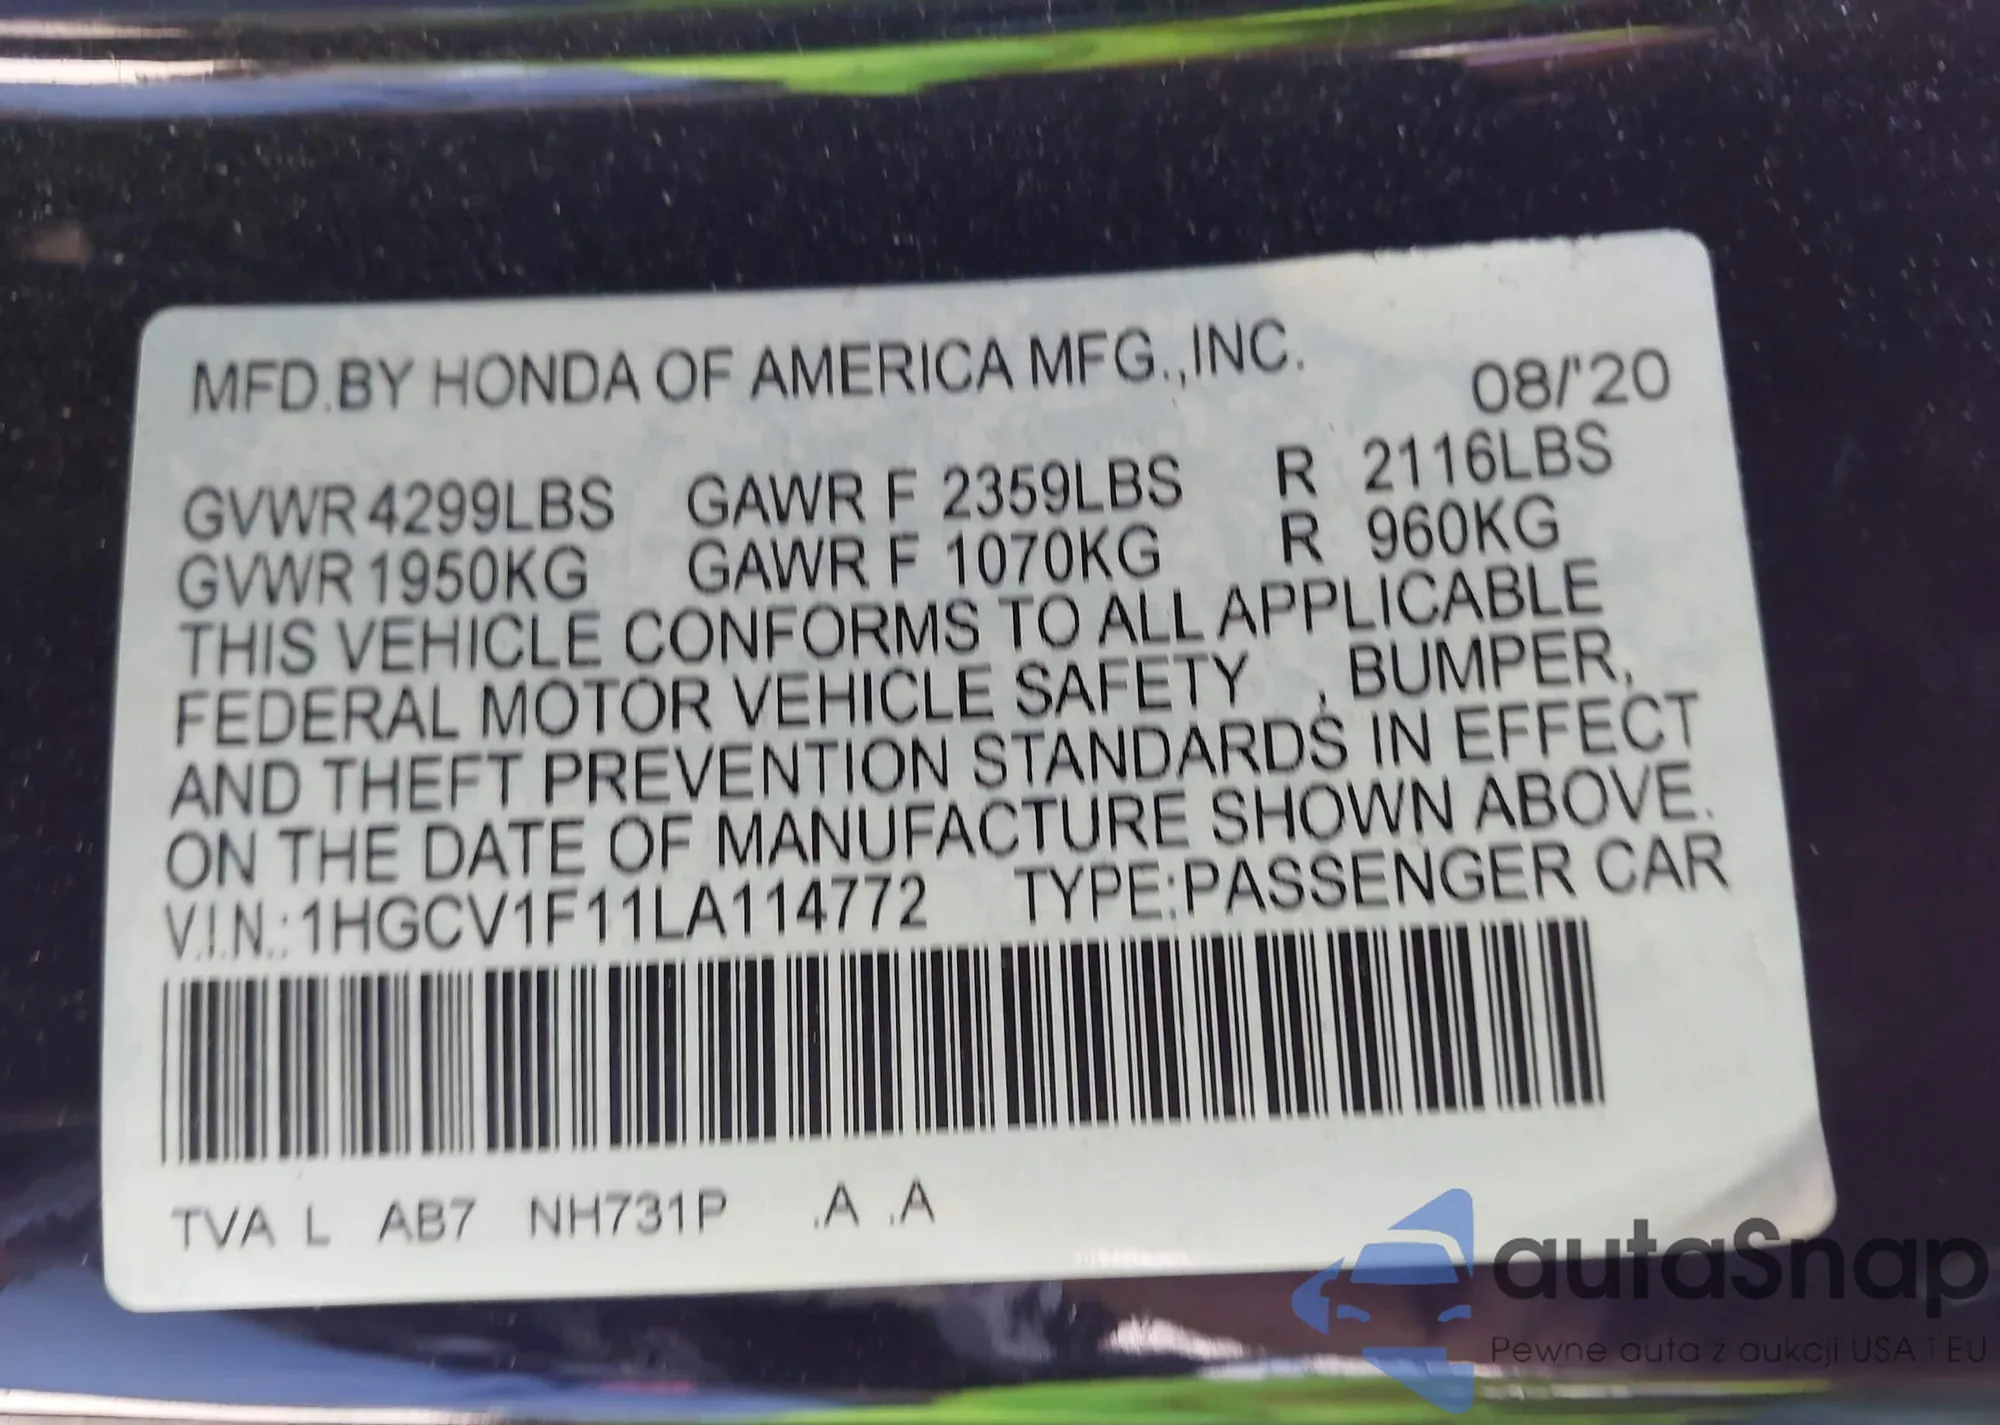 MFD.BY HONDA OF AMERICA MFG.,INC. 08/'20
GVWR 4299LBS GAWR F 2359LBS R 2116LBS
GVWR 1950KG GAWR F 1070KG R 960KG
THIS VEHICLE CONFORMS TO ALL APPLICABLE
FEDERAL MOTOR VEHICLE SAFETY , BUMPER,
AND THEFT PREVENTION STANDARDS IN EFFECT
ON THE DATE OF MANUFACTURE SHOWN ABOVE.
V.I.N.:1HGCV1F11LA114772 TYPE:PASSENGER CAR
TVA L AB7 NH731P .A .A
autaSnap
Pewne auta z aukcji USA i EU